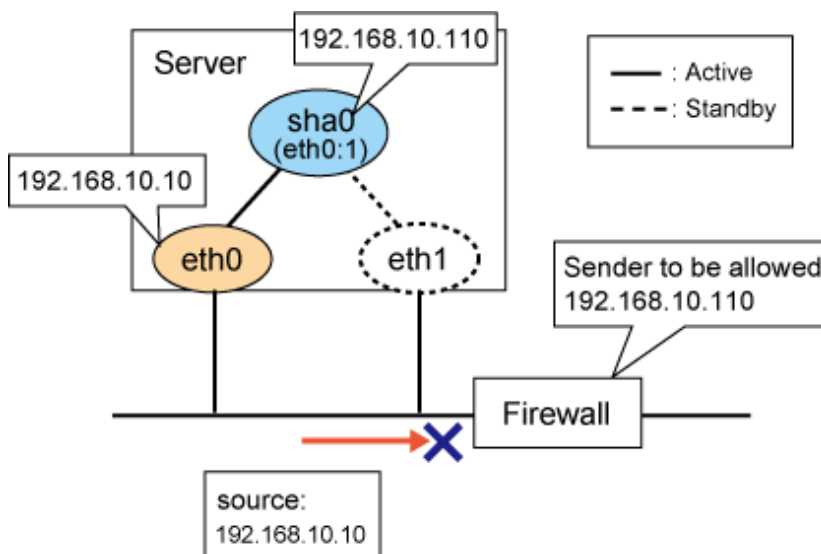 192.168.10.110
Server
: Active
: Standby
sha0
(eth0:1)
192.168.10.10
eth0
eth1
Sender to be allowed
192.168.10.110
Firewall
source:
192.168.10.10